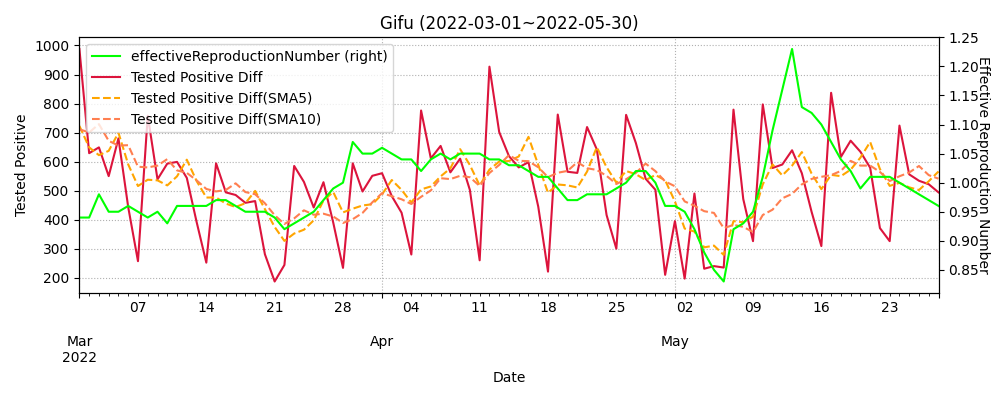 Gifu (2022-03-01~2022-05-30)
effectiveReproductionNumber (right)
Tested Positive Diff
Tested Positive Diff(SMA5)
Tested Positive Diff(SMA10)
Tested Positive
1000
900
800
700
600
500
400
300
200
1.25
1.20
1.15
1.10
1.05
1.00
0.95
0.90
0.85
Effective Reproduction Number
07 14 21 28 04 11 18 25 02 09 16 23
Mar Apr May
2022
Date